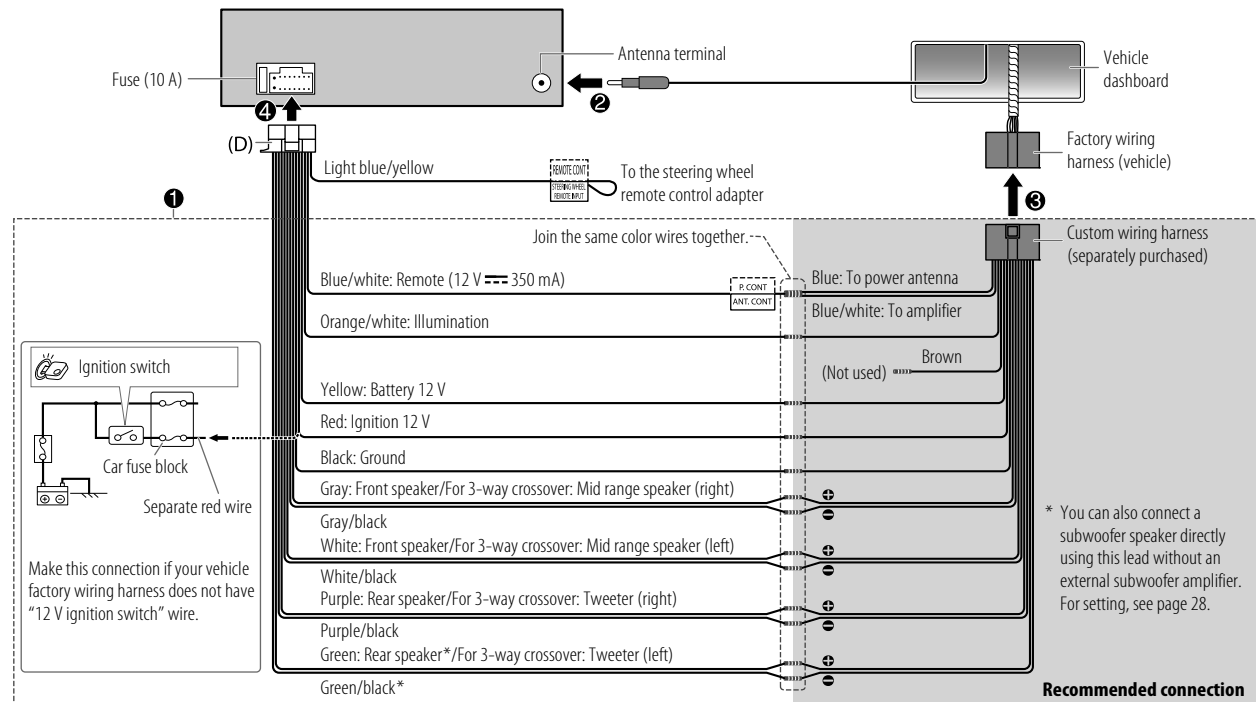 Fuse (10 A)
Antenna terminal
Vehicle
dashboard
❹
❷
(D)
Factory wiring
harness (vehicle)
Light blue/yellow
REMOTE CONT
STEERING WHEEL
REMOTE INPUT
To the steering wheel
remote control adapter
❶
❸
Join the same color wires together.
Custom wiring harness
(separately purchased)
Blue/white: Remote (12 V ⎓ 350 mA)
P. CONT
ANT. CONT
Blue: To power antenna
Blue/white: To amplifier
Orange/white: Illumination
Ignition switch
Brown
(Not used)
Yellow: Battery 12 V
Red: Ignition 12 V
Car fuse block
Black: Ground
Separate red wire
⊕ ⊖
Gray: Front speaker/For 3-way crossover: Mid range speaker (right)
⊕
⊖
Gray/black
White: Front speaker/For 3-way crossover: Mid range speaker (left)
⊕
⊖
White/black
Purple: Rear speaker/For 3-way crossover: Tweeter (right)
⊕
⊖
Purple/black
Green: Rear speaker*/For 3-way crossover: Tweeter (left)
⊕
⊖
Green/black*
Make this connection if your vehicle
factory wiring harness does not have
“12 V ignition switch” wire.
* You can also connect a
subwoofer speaker directly
using this lead without an
external subwoofer amplifier.
For setting, see page 28.
Recommended connection